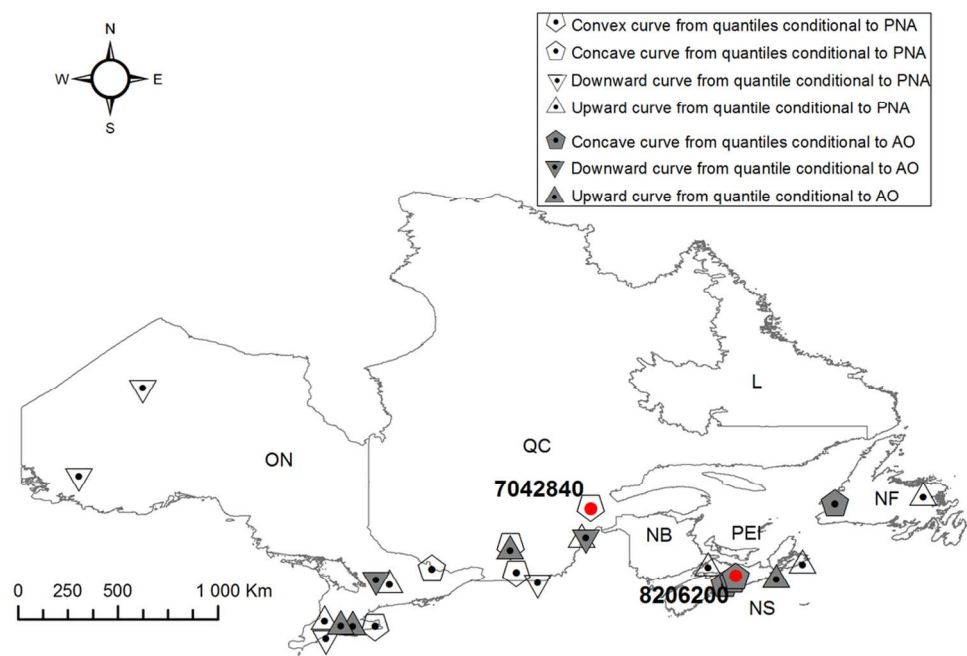 N
W E
S
Convex curve from quantiles conditional to PNA
Concave curve from quantiles conditional to PNA
Downward curve from quantile conditional to PNA
Upward curve from quantile conditional to PNA
Concave curve from quantiles conditional to AO
Downward curve from quantile conditional to AO
Upward curve from quantile conditional to AO
L
QC
ON
7042840
NF
NB
PEI
8206200
NS
0 250 500 1 000 Km